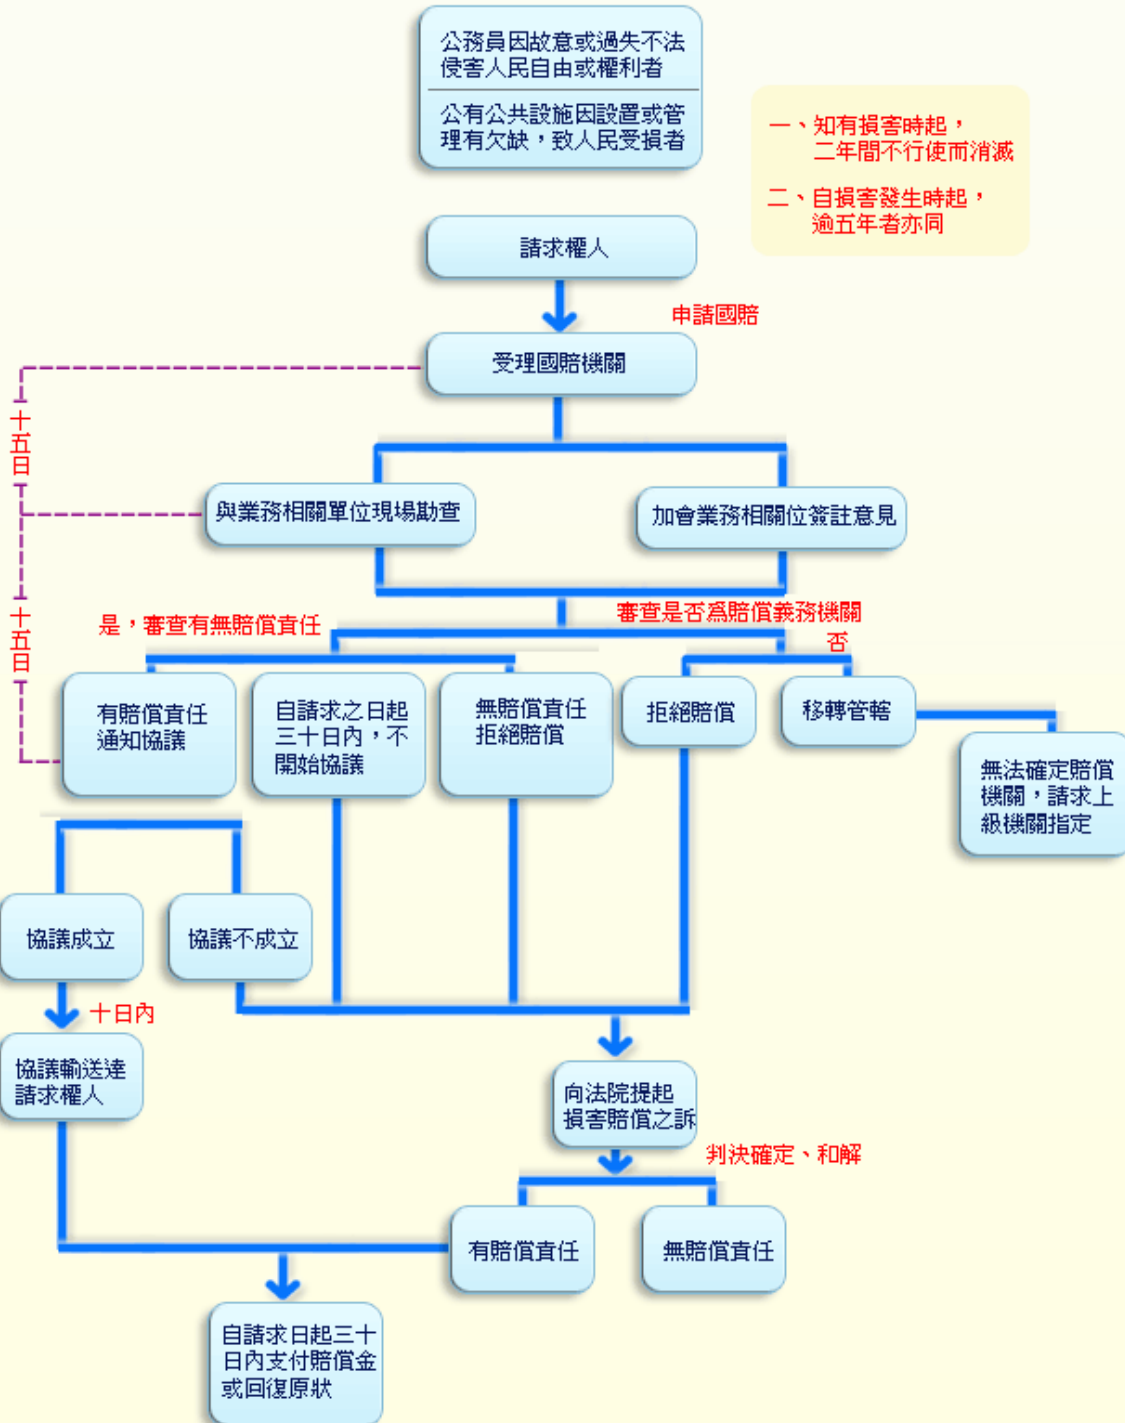 公務員因故意或過失不法
侵害人民自由或權利者
公有公共設施因設置或管
理有欠缺，致人民受損者
一、知有損害時起，
二年間不行使而消滅
二、自損害發生時起，
逾五年者亦同
請求權人
申請國賠
受理國賠機關
十五日
與業務相關單位現場勘查
加會業務相關位簽註意見
十五日
是，審查有無賠償責任
審查是否為賠償義務機關
否
有賠償責任
通知協議
自請求之日起
三十日內，不
開始協議
無賠償責任
拒絕賠償
拒絕賠償
移轉管轄
無法確定賠償
機關，請求上
級機關指定
協議成立
協議不成立
十日內
協議輸送達
請求權人
向法院提起
損害賠償之訴
判決確定、和解
有賠償責任
無賠償責任
自請求日起三十
日內支付賠償金
或回復原狀